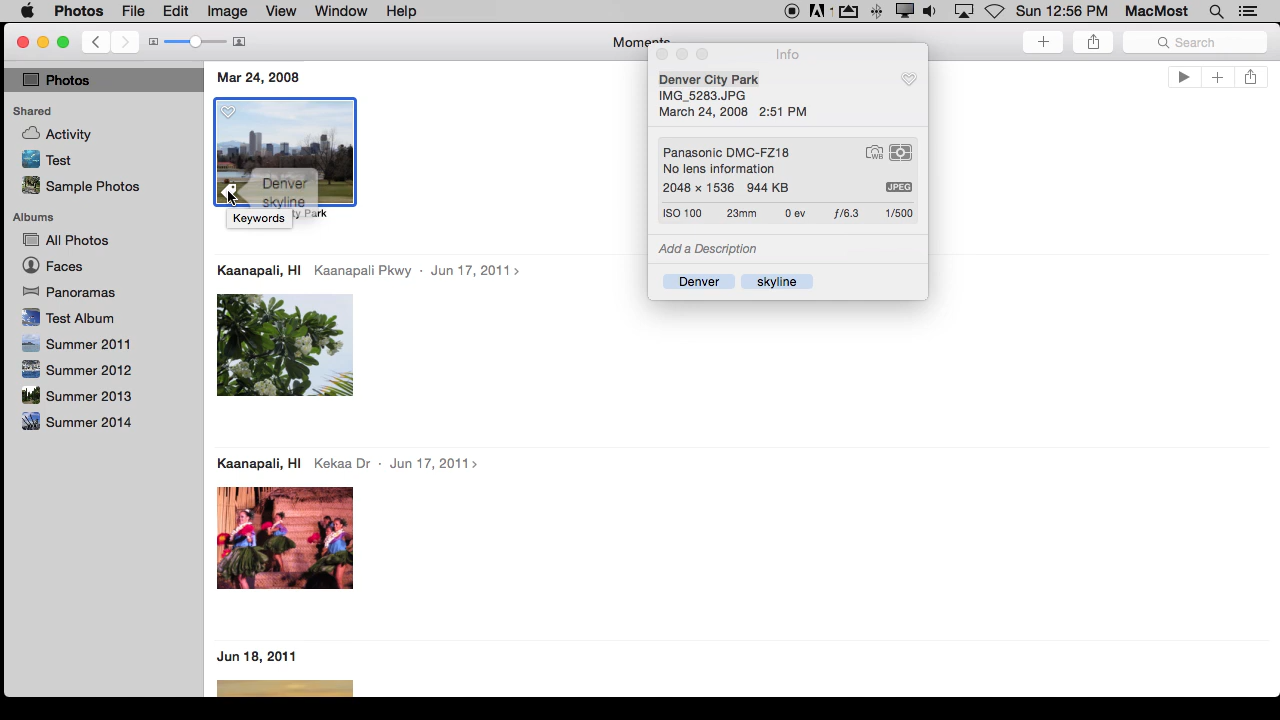 Photos File Edit Image View Window Help
1 Sun 12:56 PM MacMost
Moments
Search
Photos
Shared
Activity
Test
Sample Photos
Albums
All Photos
Faces
Panoramas
Test Album
Summer 2011
Summer 2012
Summer 2013
Summer 2014
Mar 24, 2008
Denver
skyline
ty Park
Keywords
Kaanapali, HI Kaanapali Pkwy · Jun 17, 2011 >
Kaanapali, HI Kekaa Dr · Jun 17, 2011 >
Jun 18, 2011
Info
Denver City Park
IMG_5283.JPG
March 24, 2008 2:51 PM
Panasonic DMC-FZ18
WB
No lens information
2048 × 1536 944 KB
JPEG
ISO 100 23mm 0 ev ƒ/6.3 1/500
Add a Description
Denver skyline